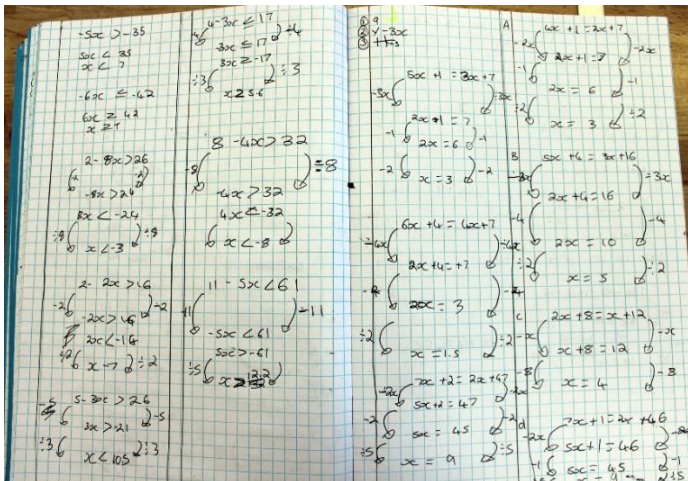 -5x > -35
5x < 35
x < 7
-6x ≤ -42
6x ≥ 42
x ≥ 7
2 - 8x > 26
-8x > 24
8x < -24
÷8 ÷8
x < -3
2 - 2x > 16
-2 -2
-2x > 14
2x < -14
÷2 x -7 ÷2
5 - 3x > 26
-5 -5
3x > 21
÷3 ÷3
x < 105
4 - 3x ≤ 17
3x ≤ 17
3x ≥ -17
÷3 ÷3
x ≥ 5.6
8 - 4x > 32
-8 ÷8
-4x > 32
4x < -32
x < -8
11 - 5x < 61
11 -11
-5x < 61
5x > -61
÷5
① 9
② y -3x
5x + 1 = 3x + 7
-3x -3x
2x + 1 = 7
-1 -1
2x = 6
-2 x = 3 -2
6x + 4 = 4x + 7
-4x -4x
2x + 4 = +7
2x = 3
÷2 ÷2
x = 1.5
7x + 2 = 2x + 47
-2x -2x
5x + 2 = 47
-2 -2
5x = 45
÷5 ÷5
x = 9
A
4x + 1 = 2x + 7
-2x -2x
2x + 1 = 7
-1 -1
2x = 6
÷2 ÷2
x = 3
B
5x + 4 = 3x + 16
-3x -3x
2x + 4 = 16
-4 -4
2x = 10
÷2 ÷2
x = 5
C
2x + 8 = x + 12
-x -x
x + 8 = 12
-8 -8
x = 4
d
7x + 1 = 2x + 46
-2x
5x + 1 = 46
-1 -1
5x = 45
÷5